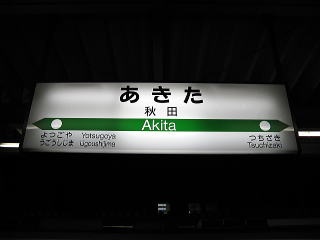 あきた
秋田
Akita
よつごや Yotsugoya
うごうしじま Ugoushijima
つちざき
Tsuchizaki